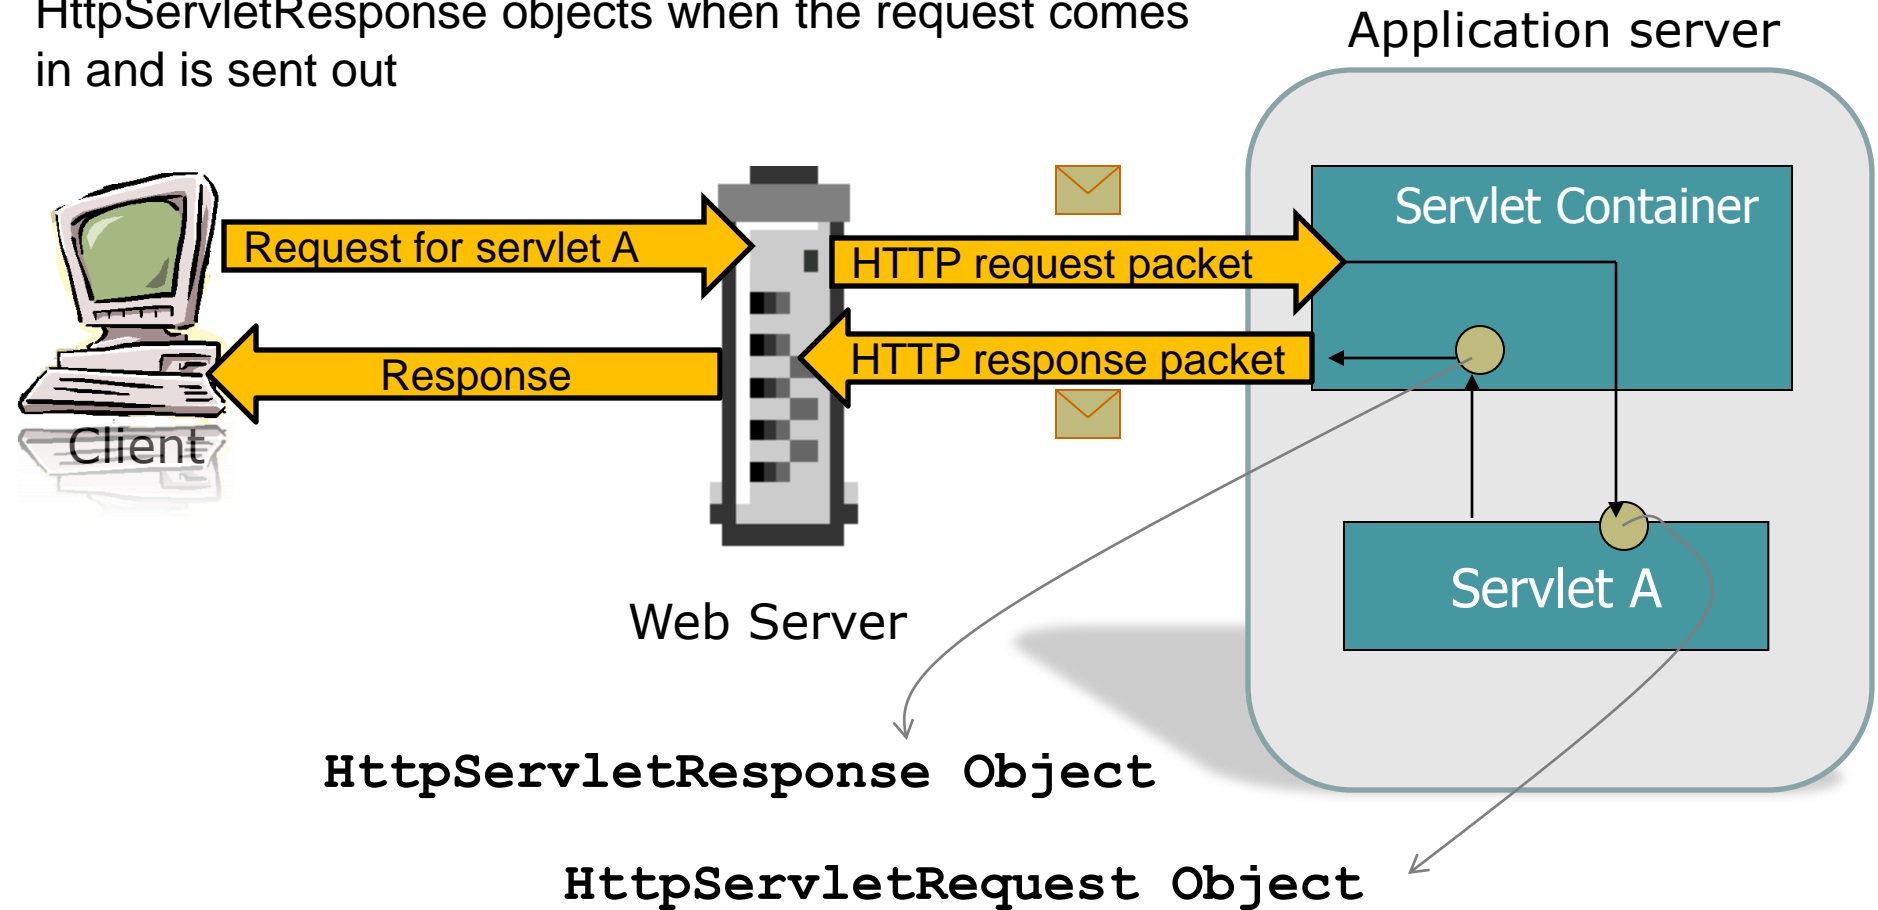 HttpServletResponse objects when the request comes
in and is sent out
Application server
Servlet Container
Request for servlet A
HTTP request packet
HTTP response packet
Response
Client
Servlet A
Web Server
HttpServletResponse Object
HttpServletRequest Object